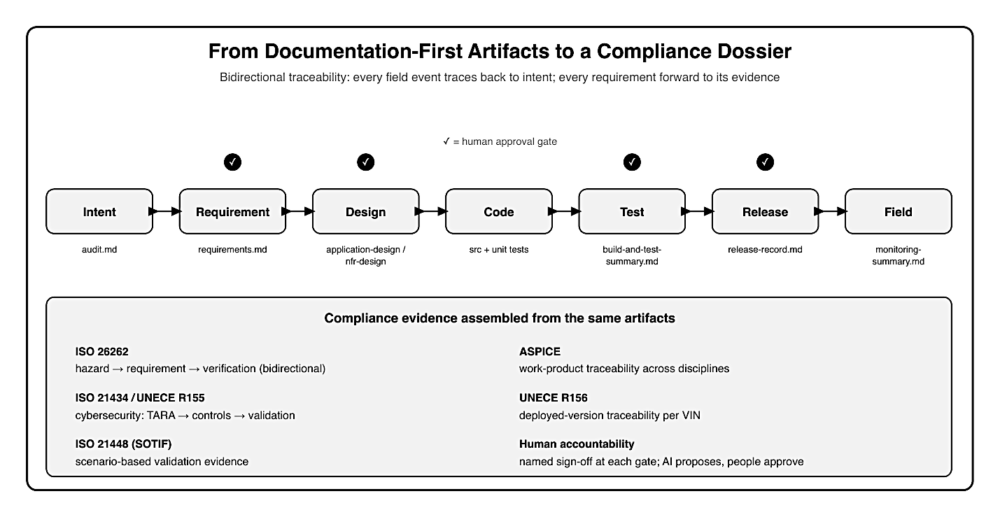 From Documentation-First Artifacts to a Compliance Dossier
Bidirectional traceability: every field event traces back to intent; every requirement forward to its evidence
✓ = human approval gate
✓ ✓ ✓ ✓
Intent
Requirement
Design
Code
Test
Release
Field
audit.md
requirements.md
application-design /
nfr-design
src + unit tests
build-and-test-
summary.md
release-record.md
monitoring-
summary.md
Compliance evidence assembled from the same artifacts
ISO 26262
hazard → requirement → verification (bidirectional)
ISO 21434 / UNECE R155
cybersecurity: TARA → controls → validation
ISO 21448 (SOTIF)
scenario-based validation evidence
ASPICE
work-product traceability across disciplines
UNECE R156
deployed-version traceability per VIN
Human accountability
named sign-off at each gate; AI proposes, people approve